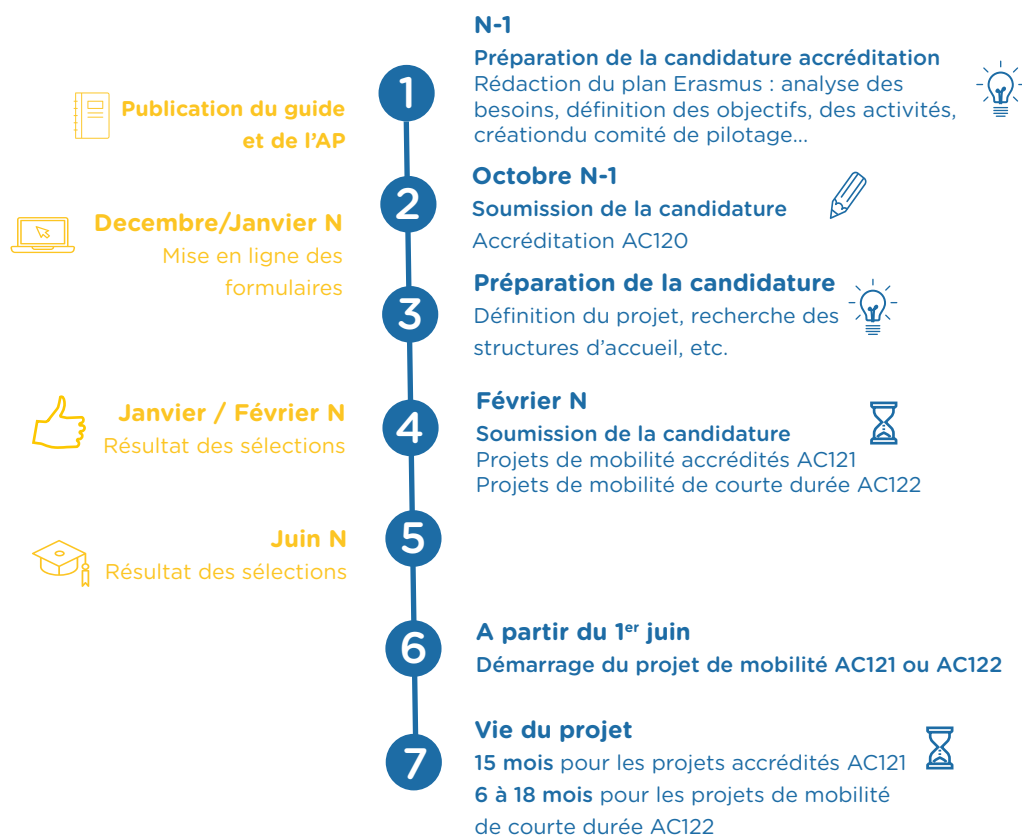 N-1
Préparation de la candidature accréditation
Rédaction du plan Erasmus : analyse des
besoins, définition des objectifs, des activités,
créationdu comité de pilotage...
1
Publication du guide
et de l'AP
Octobre N-1
Soumission de la candidature
Accréditation AC120
2
Decembre/Janvier N
Mise en ligne des
formulaires
Préparation de la candidature
Définition du projet, recherche des
structures d'accueil, etc.
3
Janvier / Février N
Résultat des sélections
4
Février N
Soumission de la candidature
Projets de mobilité accrédités AC121
Projets de mobilité de courte durée AC122
Juin N
Résultat des sélections
5
6
A partir du 1er juin
Démarrage du projet de mobilité AC121 ou AC122
7
Vie du projet
15 mois pour les projets accrédités AC121
6 à 18 mois pour les projets de mobilité
de courte durée AC122